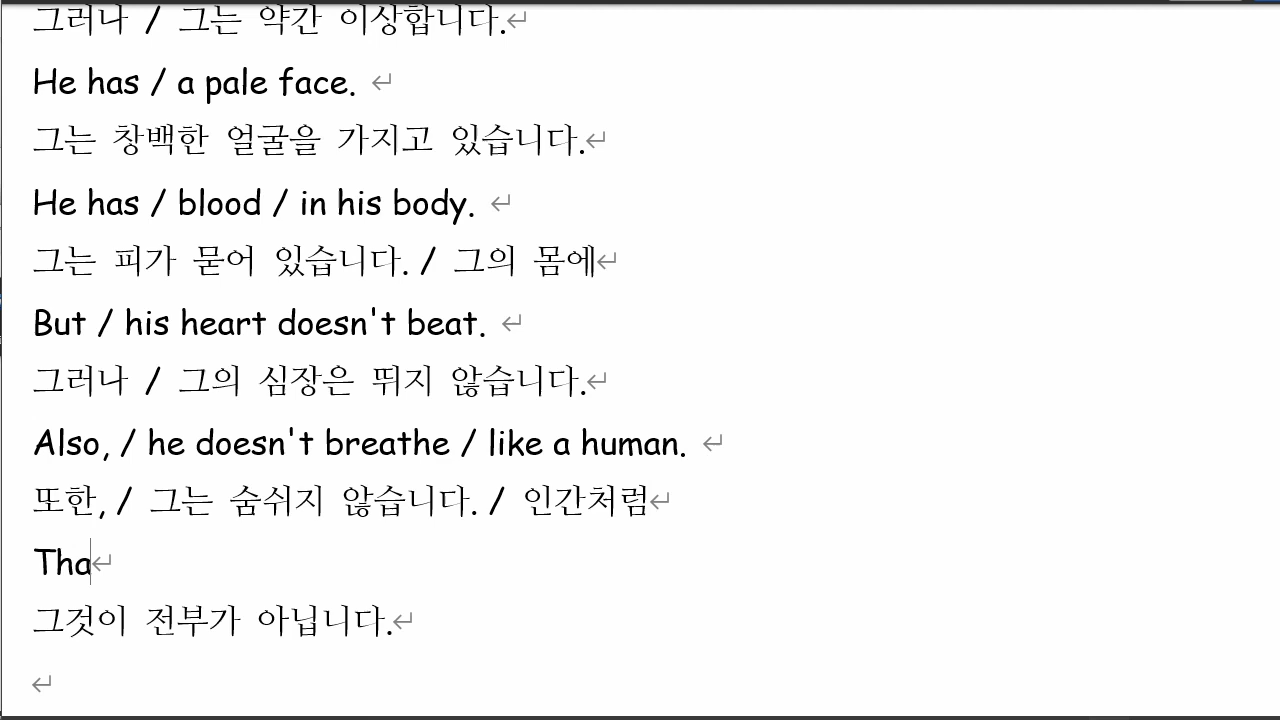 그러나 / 그는 약간 이상합니다.
He has / a pale face.
그는 창백한 얼굴을 가지고 있습니다.
He has / blood / in his body.
그는 피가 묻어 있습니다. / 그의 몸에
But / his heart doesn't beat.
그러나 / 그의 심장은 뛰지 않습니다.
Also, / he doesn't breathe / like a human.
또한, / 그는 숨쉬지 않습니다. / 인간처럼
Tha
그것이 전부가 아닙니다.